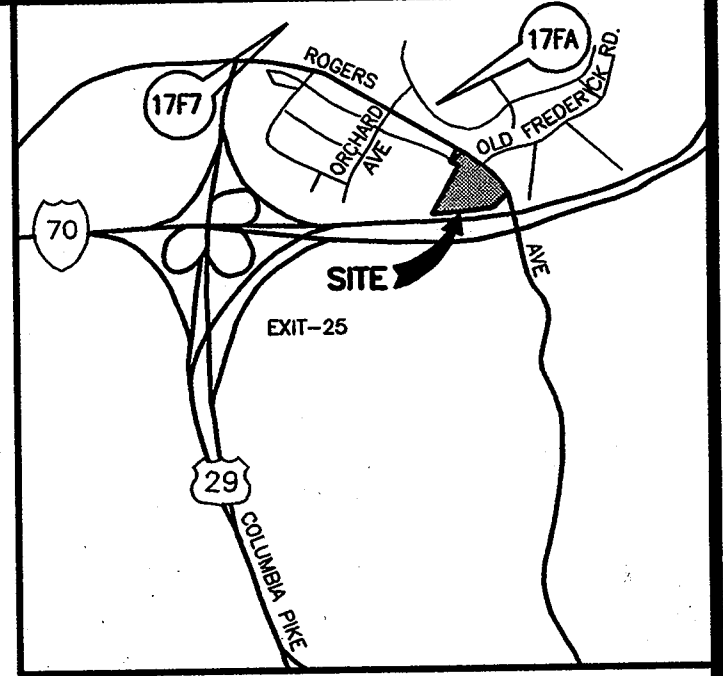 17FA
17F7
ROGERS
ORCHARD
AVE
OLD FREDERICK RD.
70
SITE
AVE
EXIT-25
29
COLUMBIA PIKE